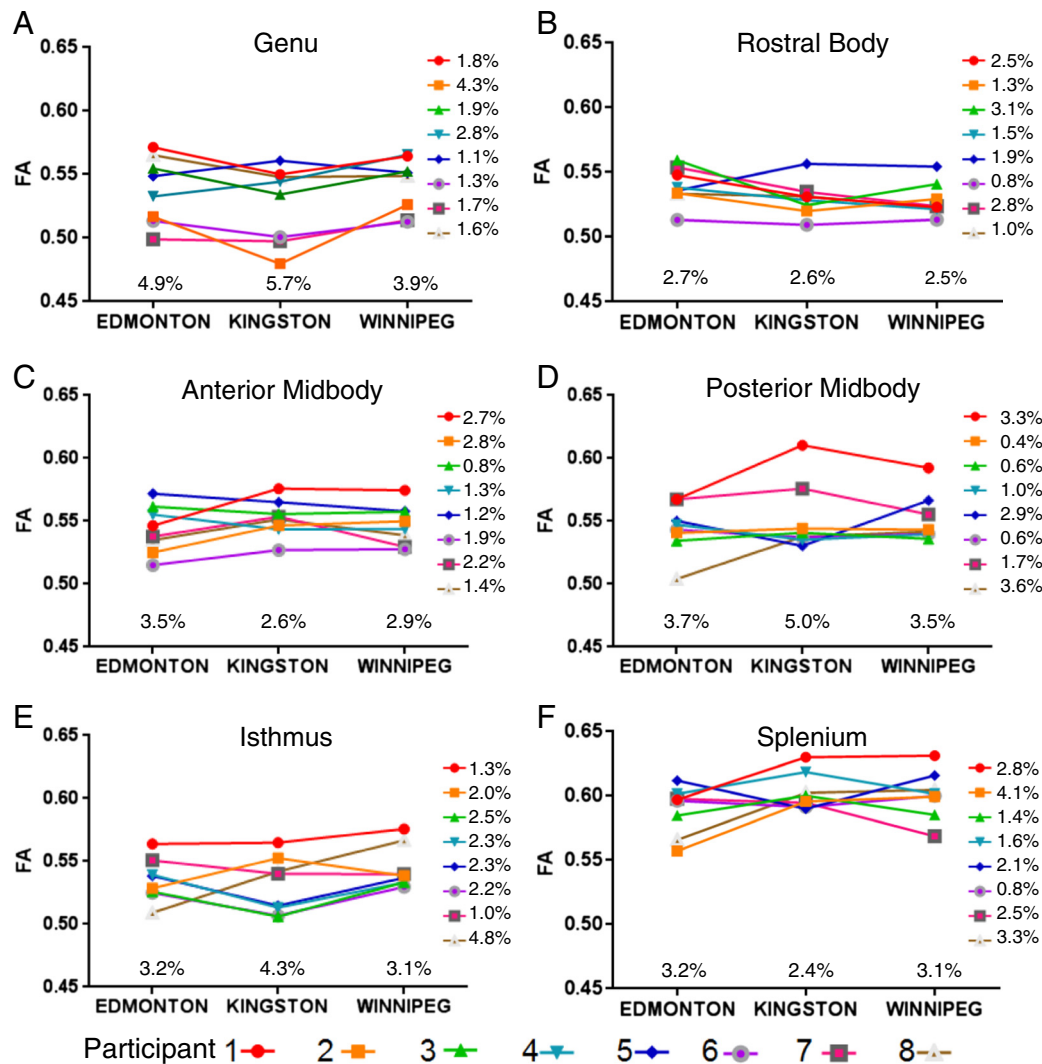 A
Genu
0.65
0.60
0.55
0.50
0.45
FA
1.8%
4.3%
1.9%
2.8%
1.1%
1.3%
1.7%
1.6%
4.9% 5.7% 3.9%
EDMONTON KINGSTON WINNIPEG
B
Rostral Body
0.65
0.60
0.55
0.50
0.45
FA
2.5%
1.3%
3.1%
1.5%
1.9%
0.8%
2.8%
1.0%
2.7% 2.6% 2.5%
EDMONTON KINGSTON WINNIPEG
C
Anterior Midbody
0.65
0.60
0.55
0.50
0.45
FA
2.7%
2.8%
0.8%
1.3%
1.2%
1.9%
2.2%
1.4%
3.5% 2.6% 2.9%
EDMONTON KINGSTON WINNIPEG
D
Posterior Midbody
0.65
0.60
0.55
0.50
0.45
FA
3.3%
0.4%
0.6%
1.0%
2.9%
0.6%
1.7%
3.6%
3.7% 5.0% 3.5%
EDMONTON KINGSTON WINNIPEG
E
Isthmus
0.65
0.60
0.55
0.50
0.45
FA
1.3%
2.0%
2.5%
2.3%
2.3%
2.2%
1.0%
4.8%
3.2% 4.3% 3.1%
EDMONTON KINGSTON WINNIPEG
F
Splenium
0.65
0.60
0.55
0.50
0.45
FA
2.8%
4.1%
1.4%
1.6%
2.1%
0.8%
2.5%
3.3%
3.2% 2.4% 3.1%
EDMONTON KINGSTON WINNIPEG
Participant 1 2 3 4 5 6 7 8